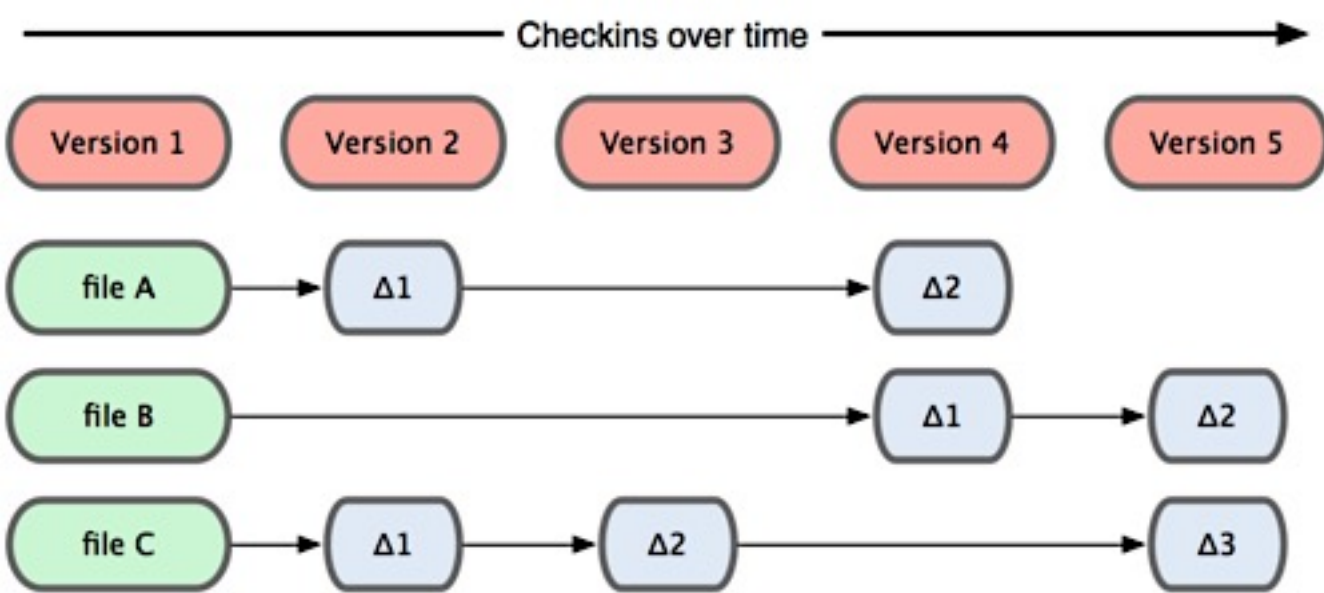 Checkins over time
Version 1 Version 2 Version 3 Version 4 Version 5
file A Δ1 Δ2
file B Δ1 Δ2
file C Δ1 Δ2 Δ3